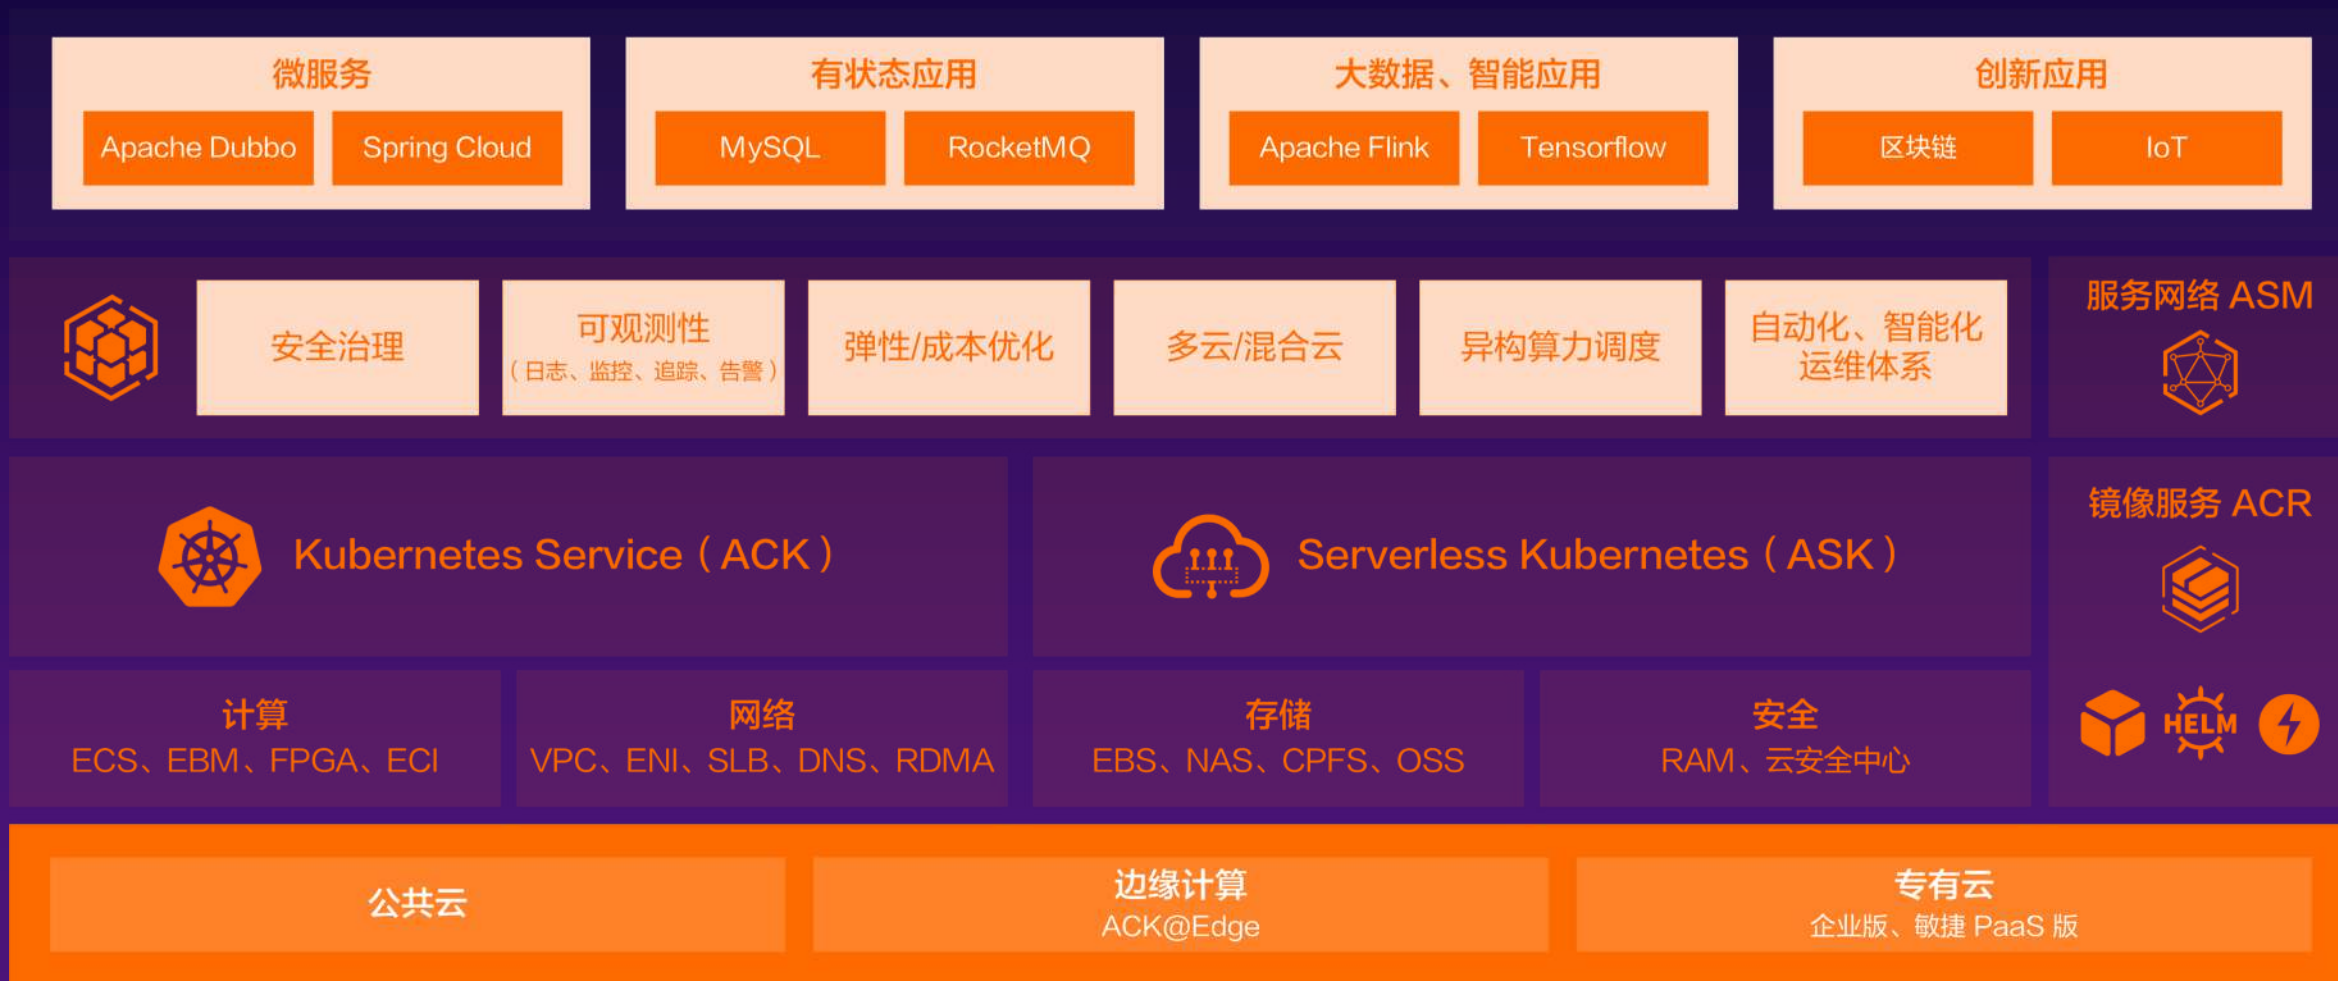 微服务
Apache Dubbo
Spring Cloud
有状态应用
MySQL
RocketMQ
大数据、智能应用
Apache Flink
Tensorflow
创新应用
区块链
IoT
安全治理
可观测性
（日志、监控、追踪、告警）
弹性/成本优化
多云/混合云
异构算力调度
自动化、智能化
运维体系
服务网络 ASM
Kubernetes Service（ACK）
Serverless Kubernetes（ASK）
镜像服务 ACR
HELM
计算
ECS、EBM、FPGA、ECI
网络
VPC、ENI、SLB、DNS、RDMA
存储
EBS、NAS、CPFS、OSS
安全
RAM、云安全中心
公共云
边缘计算
ACK@Edge
专有云
企业版、敏捷 PaaS 版